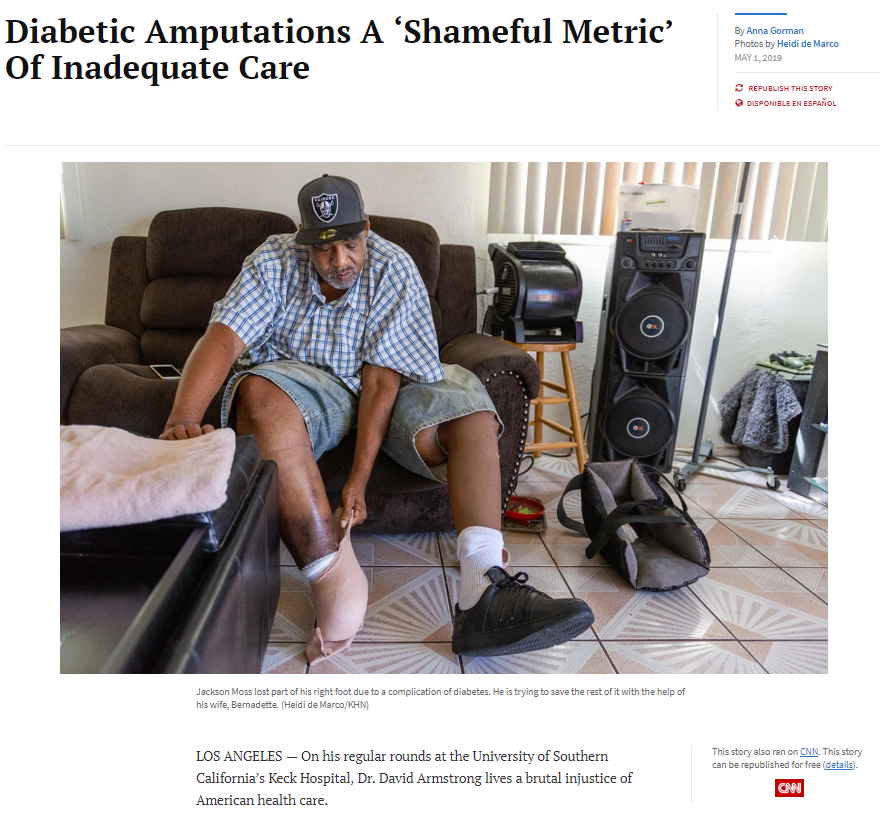 Diabetic Amputations A ‘Shameful Metric’
Of Inadequate Care
By Anna Gorman
Photos by Heidi de Marco
MAY 1, 2019
REPUBLISH THIS STORY
DISPONIBLE EN ESPAÑOL
RAIDERS
Jackson Moss lost part of his right foot due to a complication of diabetes. He is trying to save the rest of it with the help of
his wife, Bernadette. (Heidi de Marco/KHN)
LOS ANGELES — On his regular rounds at the University of Southern
California’s Keck Hospital, Dr. David Armstrong lives a brutal injustice of
American health care.
This story also ran on CNN. This story
can be republished for free (details).
CNN